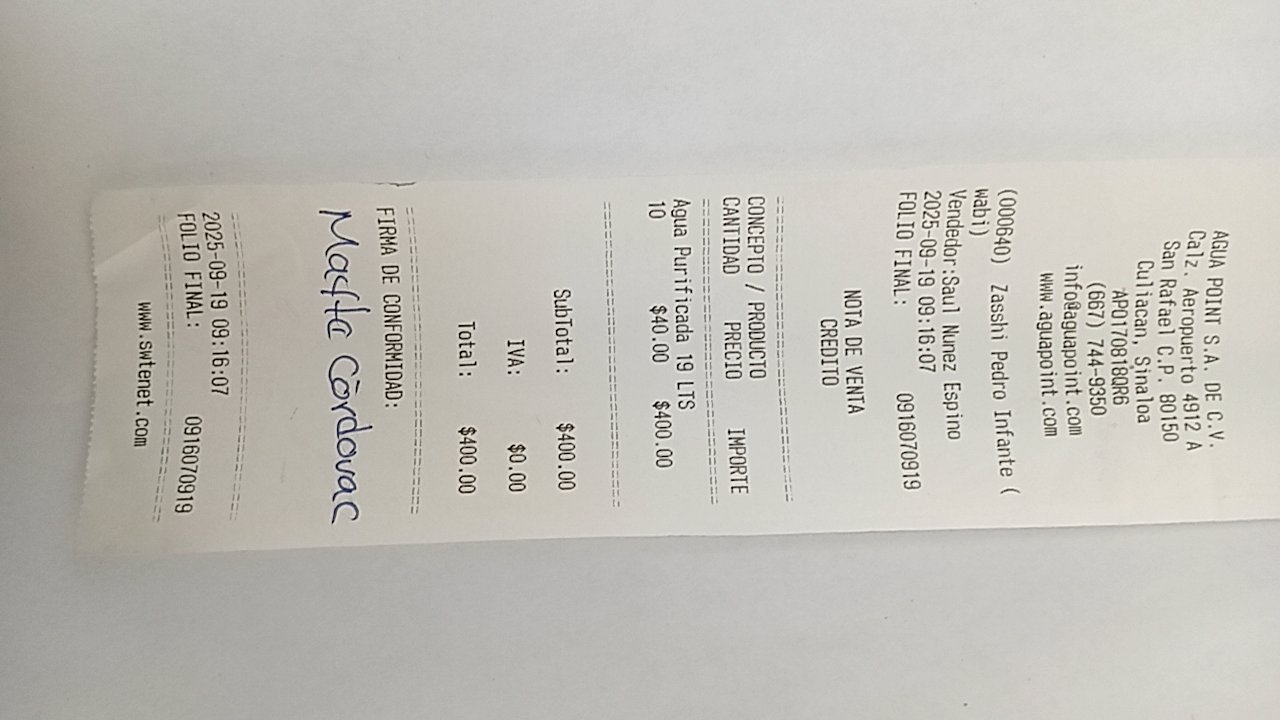 AGUA POINT S.A. DE C.V.
Calz. Aeropuerto 4912 A
San Rafael C.P. 80150
Culiacan, Sinaloa
APO170818QR6
(667) 744-9350
info@aguapoint.com
www.aguapoint.com
(000640) Zasshi Pedro Infante (
wabi)
Vendedor:Saul Nunez Espino
2025-09-19 09:16:07
FOLIO FINAL: 0916070919
NOTA DE VENTA
CREDITO
CONCEPTO / PRODUCTO
CANTIDAD PRECIO IMPORTE
Agua Purificada 19 LTS
10 $40.00 $400.00
SubTotal: $400.00
IVA: $0.00
Total: $400.00
FIRMA DE CONFORMIDAD:
2025-09-19 09:16:07
FOLIO FINAL: 0916070919
www.swtenet.com